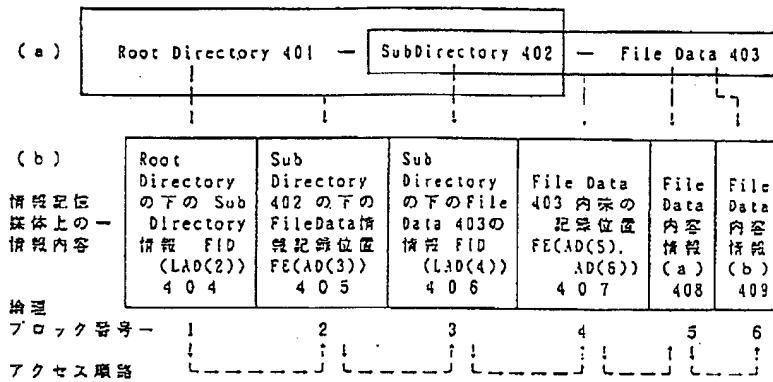 (a) Root Directory 401 — SubDirectory 402 — File Data 403
(b)
情報記憶
媒体上の
情報内容
Root
Directory
の下の Sub
Directory
情報 FID
(LAD(2))
404
Sub
Directory
402 の下の
FileData情
報記録位置
FE(AD(3))
405
Sub
Directory
の下のFile
Data 403の
情報 FID
(LAD(4))
406
File Data
403 内容の
記録位置
FE(AD(5),
AD(6))
407
File
Data
内容
情報
(a)
408
File
Data
内容
情報
(b)
409
論理
ブロック番号 1 2 3 4 5 6
アクセス順路